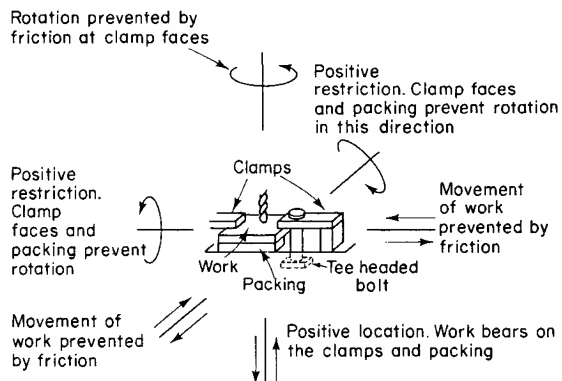 Rotation prevented by
friction at clamp faces
Positive
restriction. Clamp faces
and packing prevent rotation
in this direction
Clamps
Positive
restriction.
Clamp
faces and
packing prevent
rotation
Movement
of work
prevented by
friction
Work
Packing
Tee headed
bolt
Movement of
work prevented
by friction
Positive location. Work bears on
the clamps and packing